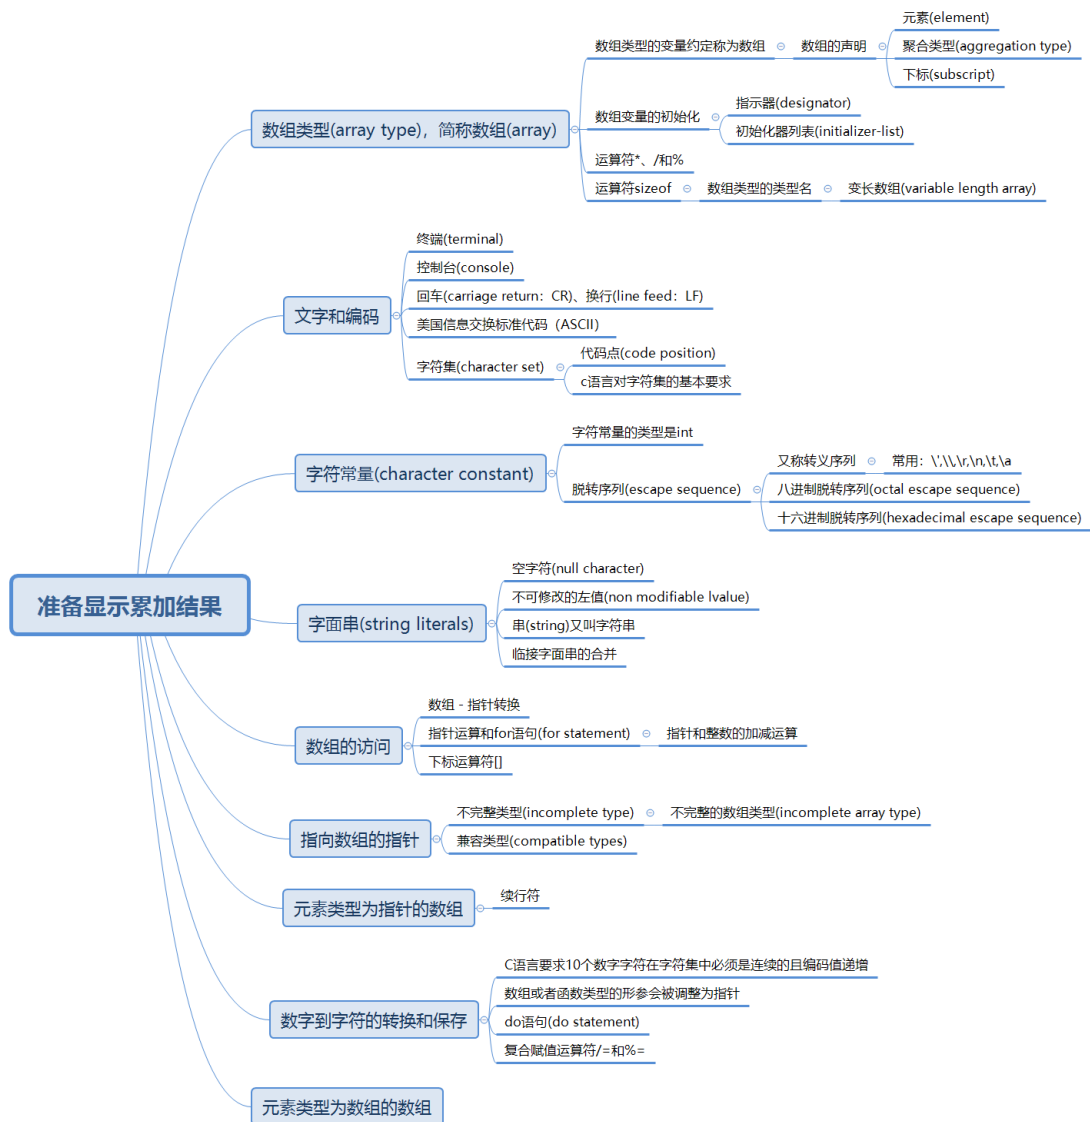 准备显示累加结果
数组类型(array type)，简称数组(array)
数组类型的变量约定称为数组
数组的声明
元素(element)
聚合类型(aggregation type)
下标(subscript)
数组变量的初始化
指示器(designator)
初始化器列表(initializer-list)
运算符*、/和%
运算符sizeof
数组类型的类型名
变长数组(variable length array)
文字和编码
终端(terminal)
控制台(console)
回车(carriage return：CR)、换行(line feed：LF)
美国信息交换标准代码（ASCII）
字符集(character set)
代码点(code position)
c语言对字符集的基本要求
字符常量(character constant)
字符常量的类型是int
脱转序列(escape sequence)
又称转义序列
常用：\',\\,\r,\n,\t,\a
八进制脱转序列(octal escape sequence)
十六进制脱转序列(hexadecimal escape sequence)
字面串(string literals)
空字符(null character)
不可修改的左值(non modifiable lvalue)
串(string)又叫字符串
临接字面串的合并
数组的访问
数组 - 指针转换
指针运算和for语句(for statement)
指针和整数的加减运算
下标运算符[]
指向数组的指针
不完整类型(incomplete type)
不完整的数组类型(incomplete array type)
兼容类型(compatible types)
元素类型为指针的数组
续行符
数字到字符的转换和保存
C语言要求10个数字字符在字符集中必须是连续的且编码值递增
数组或者函数类型的形参会被调整为指针
do语句(do statement)
复合赋值运算符/=和%=
元素类型为数组的数组